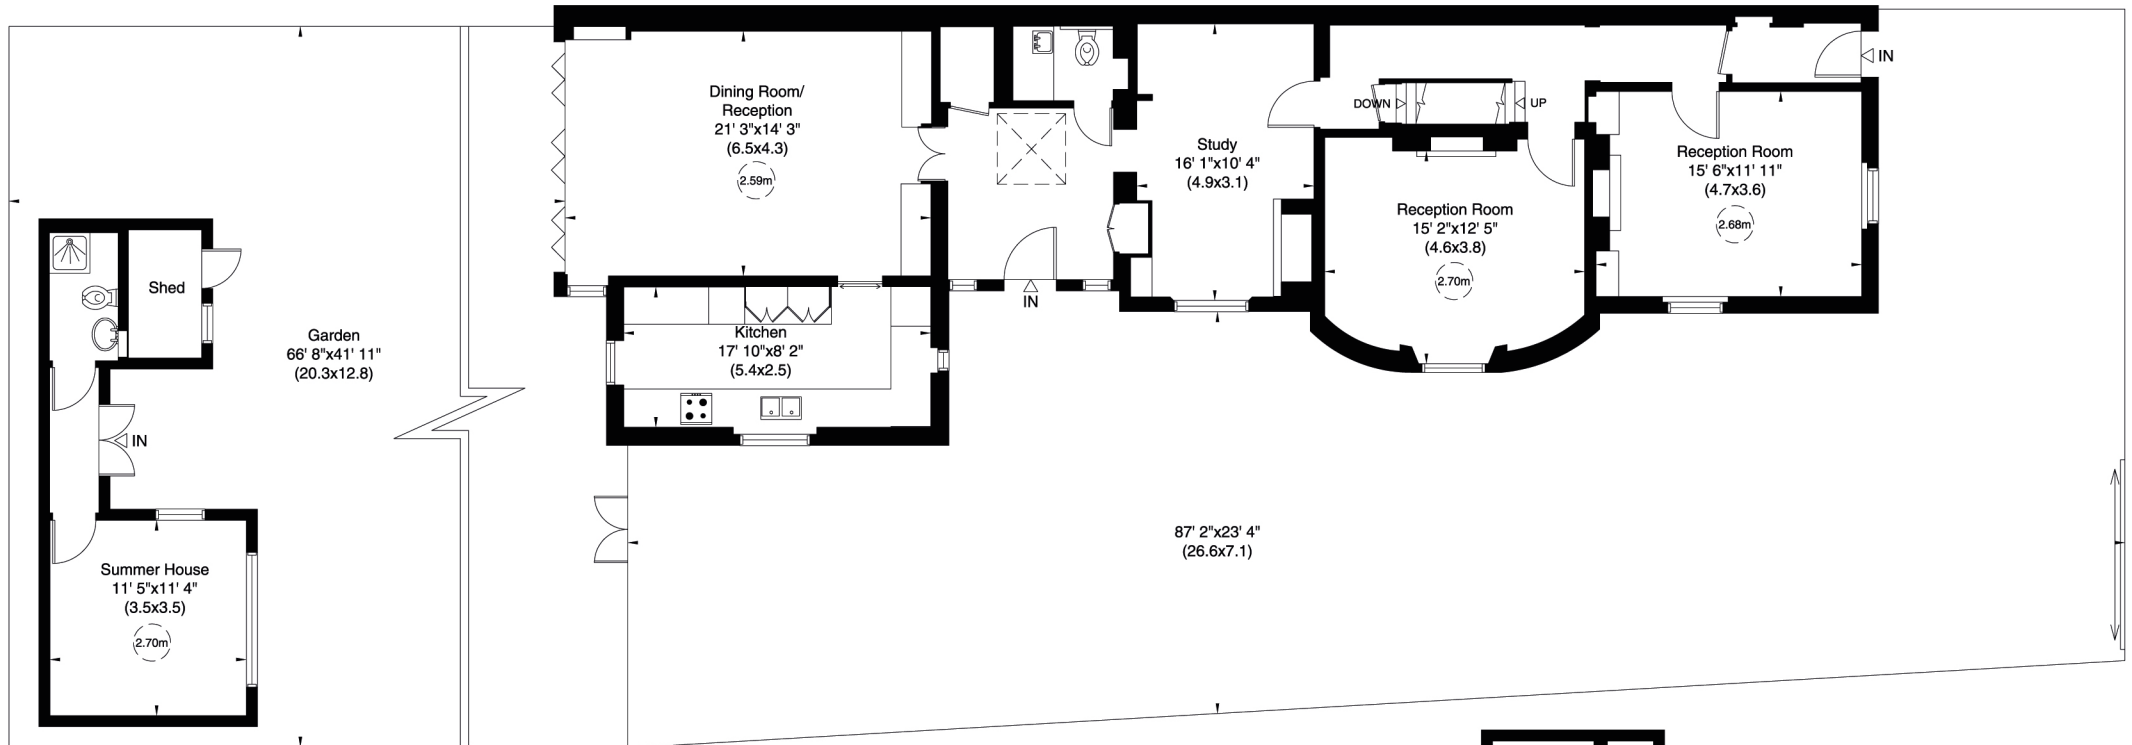 Dining Room/
Reception
21' 3"x14' 3"
(6.5x4.3)
2.59m
IN
DOWN
UP
Study
16' 1"x10' 4"
(4.9x3.1)
Reception Room
15' 6"x11' 11"
(4.7x3.6)
2.68m
Reception Room
15' 2"x12' 5"
(4.6x3.8)
2.70m
Shed
IN
Garden
66' 8"x41' 11"
(20.3x12.8)
Kitchen
17' 10"x8' 2"
(5.4x2.5)
IN
87' 2"x23' 4"
(26.6x7.1)
Summer House
11' 5"x11' 4"
(3.5x3.5)
2.70m